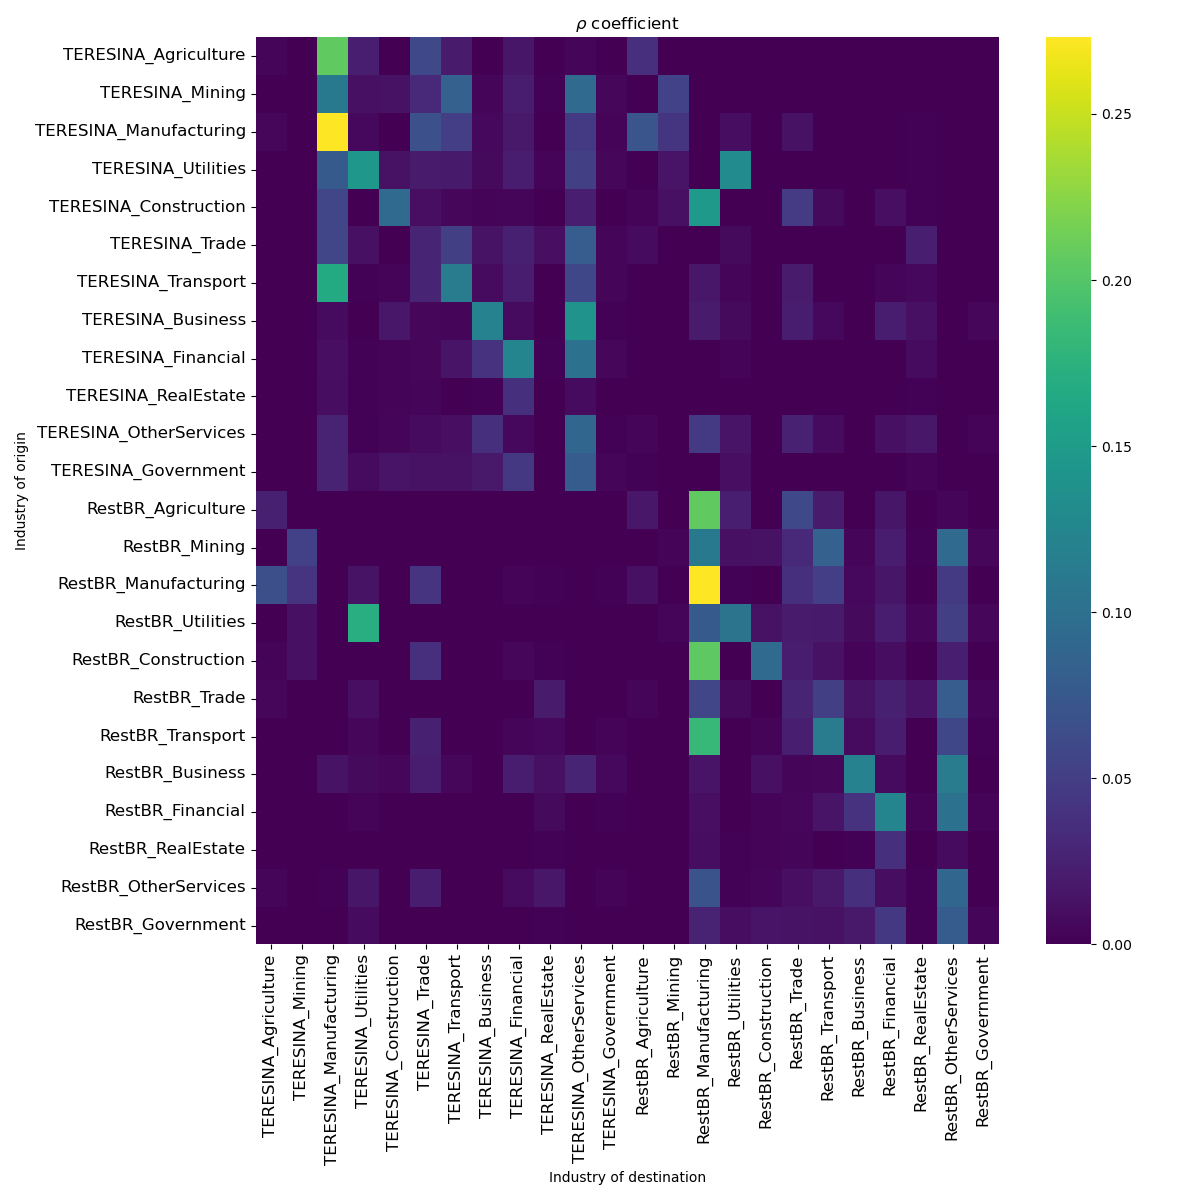 ρ coefficient
TERESINA_Agriculture
TERESINA_Mining
TERESINA_Manufacturing
TERESINA_Utilities
TERESINA_Construction
TERESINA_Trade
TERESINA_Transport
TERESINA_Business
TERESINA_Financial
TERESINA_RealEstate
TERESINA_OtherServices
TERESINA_Government
RestBR_Agriculture
RestBR_Mining
RestBR_Manufacturing
RestBR_Utilities
RestBR_Construction
RestBR_Trade
RestBR_Transport
RestBR_Business
RestBR_Financial
RestBR_RealEstate
RestBR_OtherServices
RestBR_Government
Industry of origin
TERESINA_Agriculture
TERESINA_Mining
TERESINA_Manufacturing
TERESINA_Utilities
TERESINA_Construction
TERESINA_Trade
TERESINA_Transport
TERESINA_Business
TERESINA_Financial
TERESINA_RealEstate
TERESINA_OtherServices
TERESINA_Government
RestBR_Agriculture
RestBR_Mining
RestBR_Manufacturing
RestBR_Utilities
RestBR_Construction
RestBR_Trade
RestBR_Transport
RestBR_Business
RestBR_Financial
RestBR_RealEstate
RestBR_OtherServices
RestBR_Government
Industry of destination
0.25
0.20
0.15
0.10
0.05
0.00